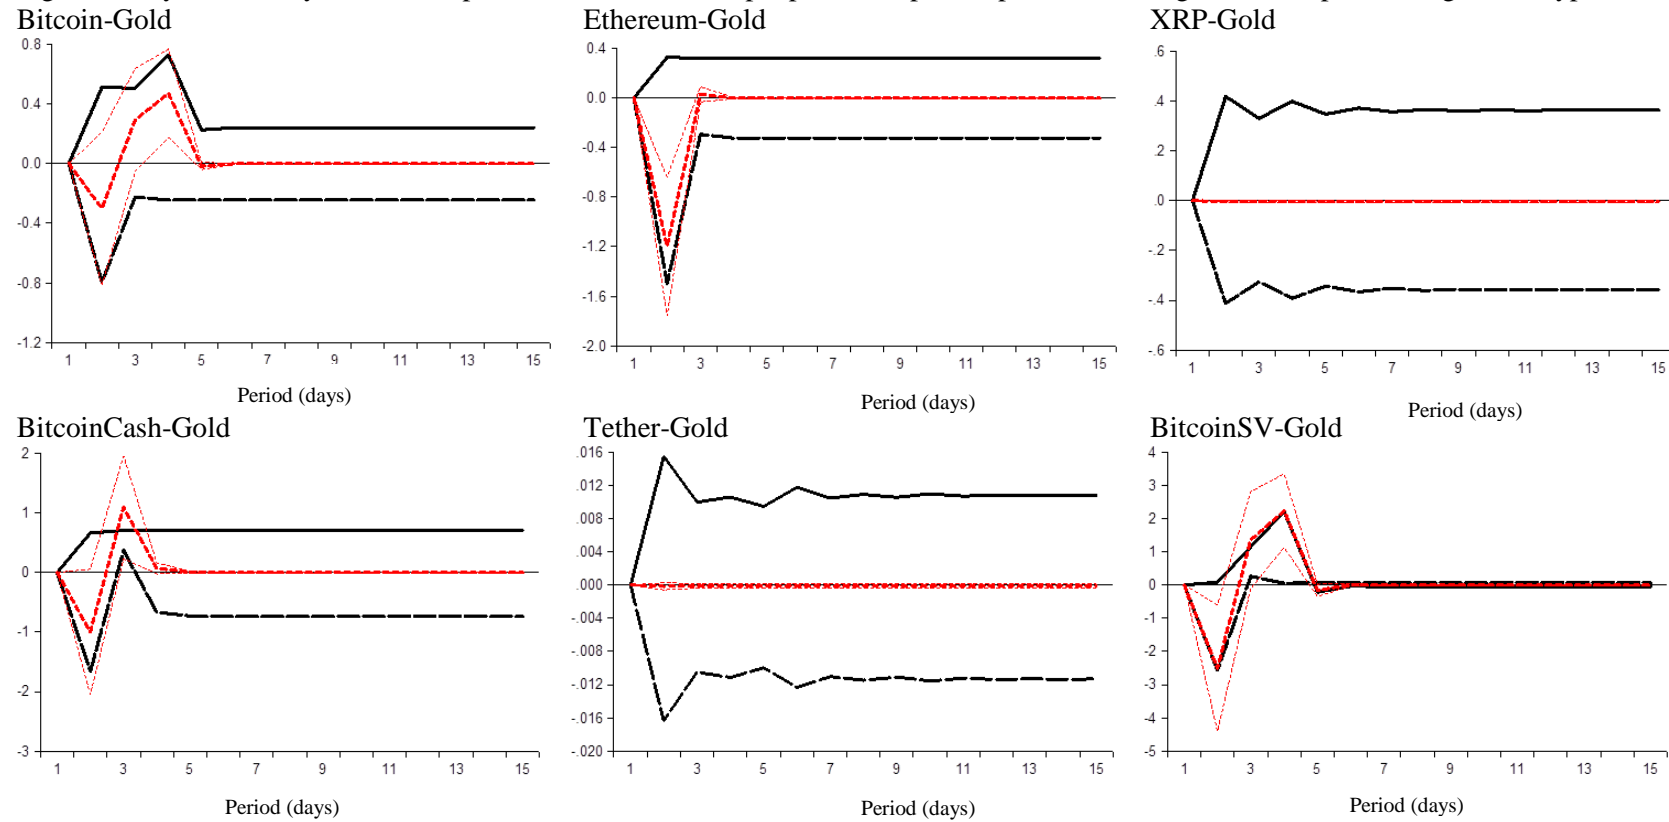 Bitcoin-Gold
Ethereum-Gold
XRP-Gold
0.8
0.4
0.0
-0.4
-0.8
-1.2
1 3 5 7 9 11 13 15
Period (days)
0.4
0.0
-0.4
-0.8
-1.2
-1.6
-2.0
1 3 5 7 9 11 13 15
Period (days)
.6
.4
.2
.0
-.2
-.4
-.6
1 3 5 7 9 11 13 15
Period (days)
BitcoinCash-Gold
Tether-Gold
BitcoinSV-Gold
2
1
0
-1
-2
-3
1 3 5 7 9 11 13 15
Period (days)
.016
.012
.008
.004
.000
-.004
-.008
-.012
-.016
-.020
1 3 5 7 9 11 13 15
Period (days)
4
3
2
1
0
-1
-2
-3
-4
-5
1 3 5 7 9 11 13 15
Period (days)